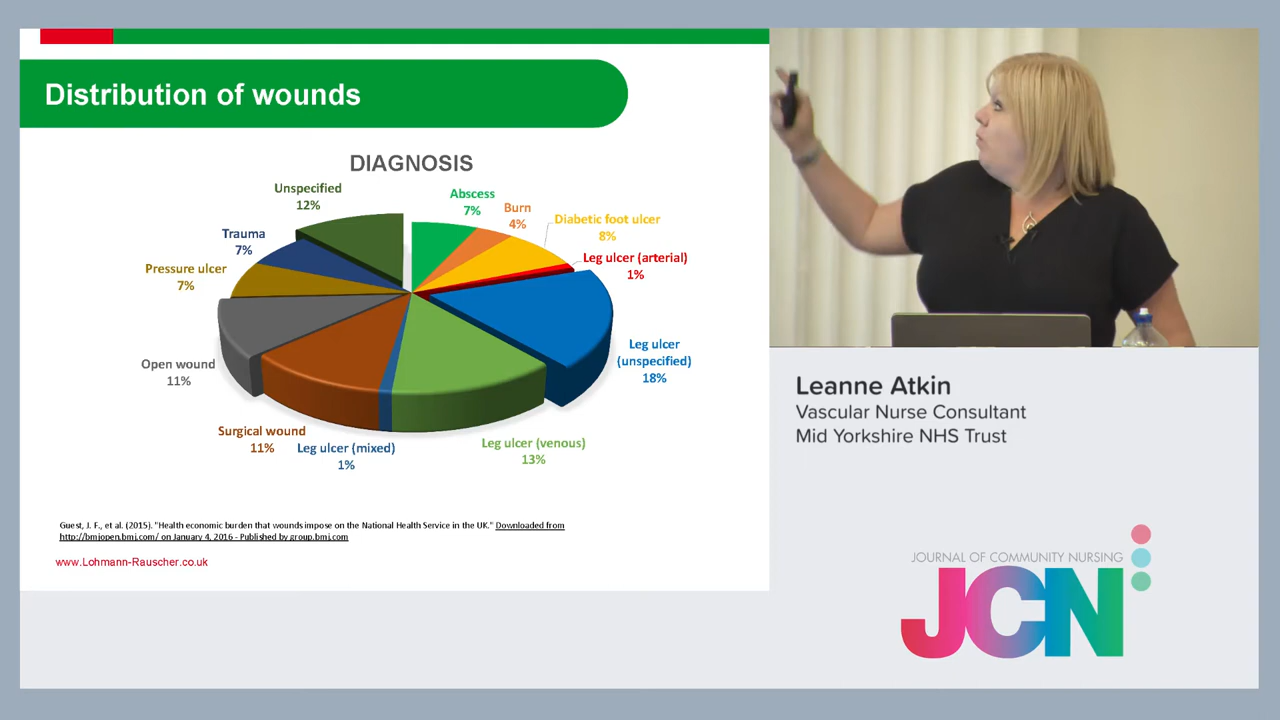 Distribution of wounds
DIAGNOSIS
Unspecified
12%
Abscess
7%
Burn
4%
Diabetic foot ulcer
8%
Trauma
7%
Leg ulcer (arterial)
1%
Pressure ulcer
7%
Leg ulcer
(unspecified)
18%
Open wound
11%
Surgical wound
11%
Leg ulcer (mixed)
1%
Leg ulcer (venous)
13%
Guest, J. F., et al. (2015). "Health economic burden that wounds impose on the National Health Service in the UK." Downloaded from
http://bmjopen.bmj.com/ on January 4, 2016 - Published by group.bmj.com
www.Lohmann-Rauscher.co.uk
Leanne Atkin
Vascular Nurse Consultant
Mid Yorkshire NHS Trust
JOURNAL OF COMMUNITY NURSING
JCN